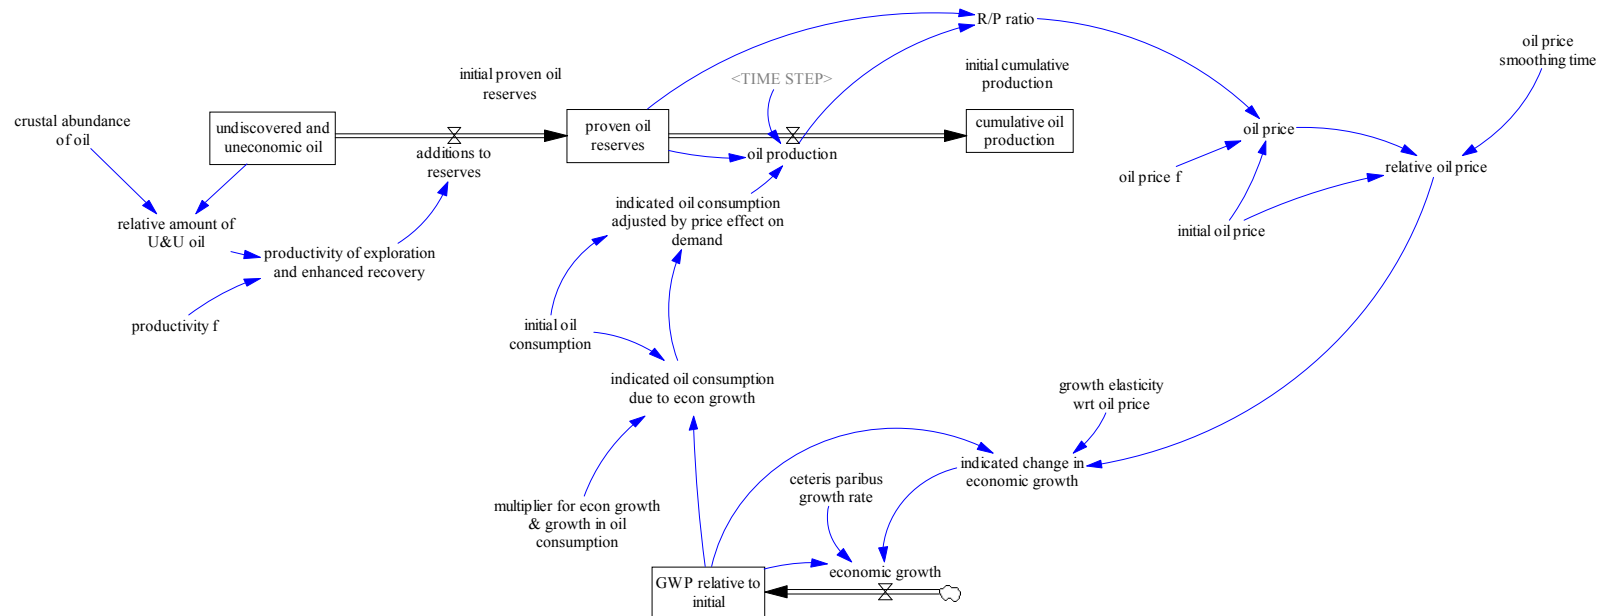 R/P ratio
oil price
smoothing time
initial proven oil
reserves
<TIME STEP>
initial cumulative
production
crustal abundance
of oil
undiscovered and
uneconomic oil
additions to
reserves
proven oil
reserves
oil production
cumulative oil
production
oil price
oil price f
initial oil price
relative oil price
relative amount of
U&U oil
productivity of exploration
and enhanced recovery
productivity f
indicated oil consumption
adjusted by price effect on
demand
initial oil
consumption
indicated oil consumption
due to econ growth
growth elasticity
wrt oil price
indicated change in
economic growth
ceteris paribus
growth rate
multiplier for econ growth
& growth in oil
consumption
GWP relative to
initial
economic growth